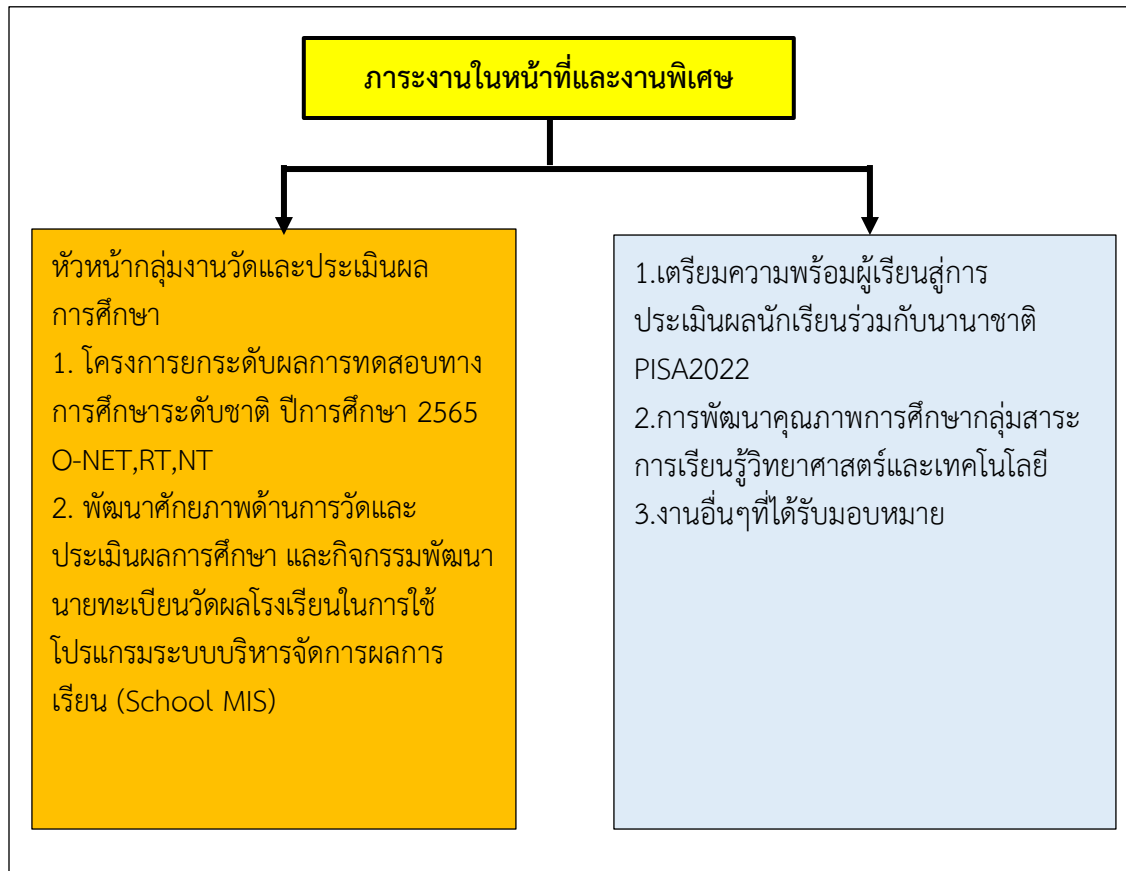 ภาระงานในหน้าที่และงานพิเศษ
หัวหน้ากลุ่มงานวัดและประเมินผล
การศึกษา
1. โครงการยกระดับผลการทดสอบทาง
การศึกษาระดับชาติ ปีการศึกษา 2565
O-NET,RT,NT
2. พัฒนาศักยภาพด้านการวัดและ
ประเมินผลการศึกษา และกิจกรรมพัฒนา
นายทะเบียนวัดผลโรงเรียนในการใช้
โปรแกรมระบบบริหารจัดการผลการ
เรียน (School MIS)
1.เตรียมความพร้อมผู้เรียนสู่การ
ประเมินผลนักเรียนร่วมกับนานาชาติ
PISA2022
2.การพัฒนาคุณภาพการศึกษากลุ่มสาระ
การเรียนรู้วิทยาศาสตร์และเทคโนโลยี
3.งานอื่นๆที่ได้รับมอบหมาย